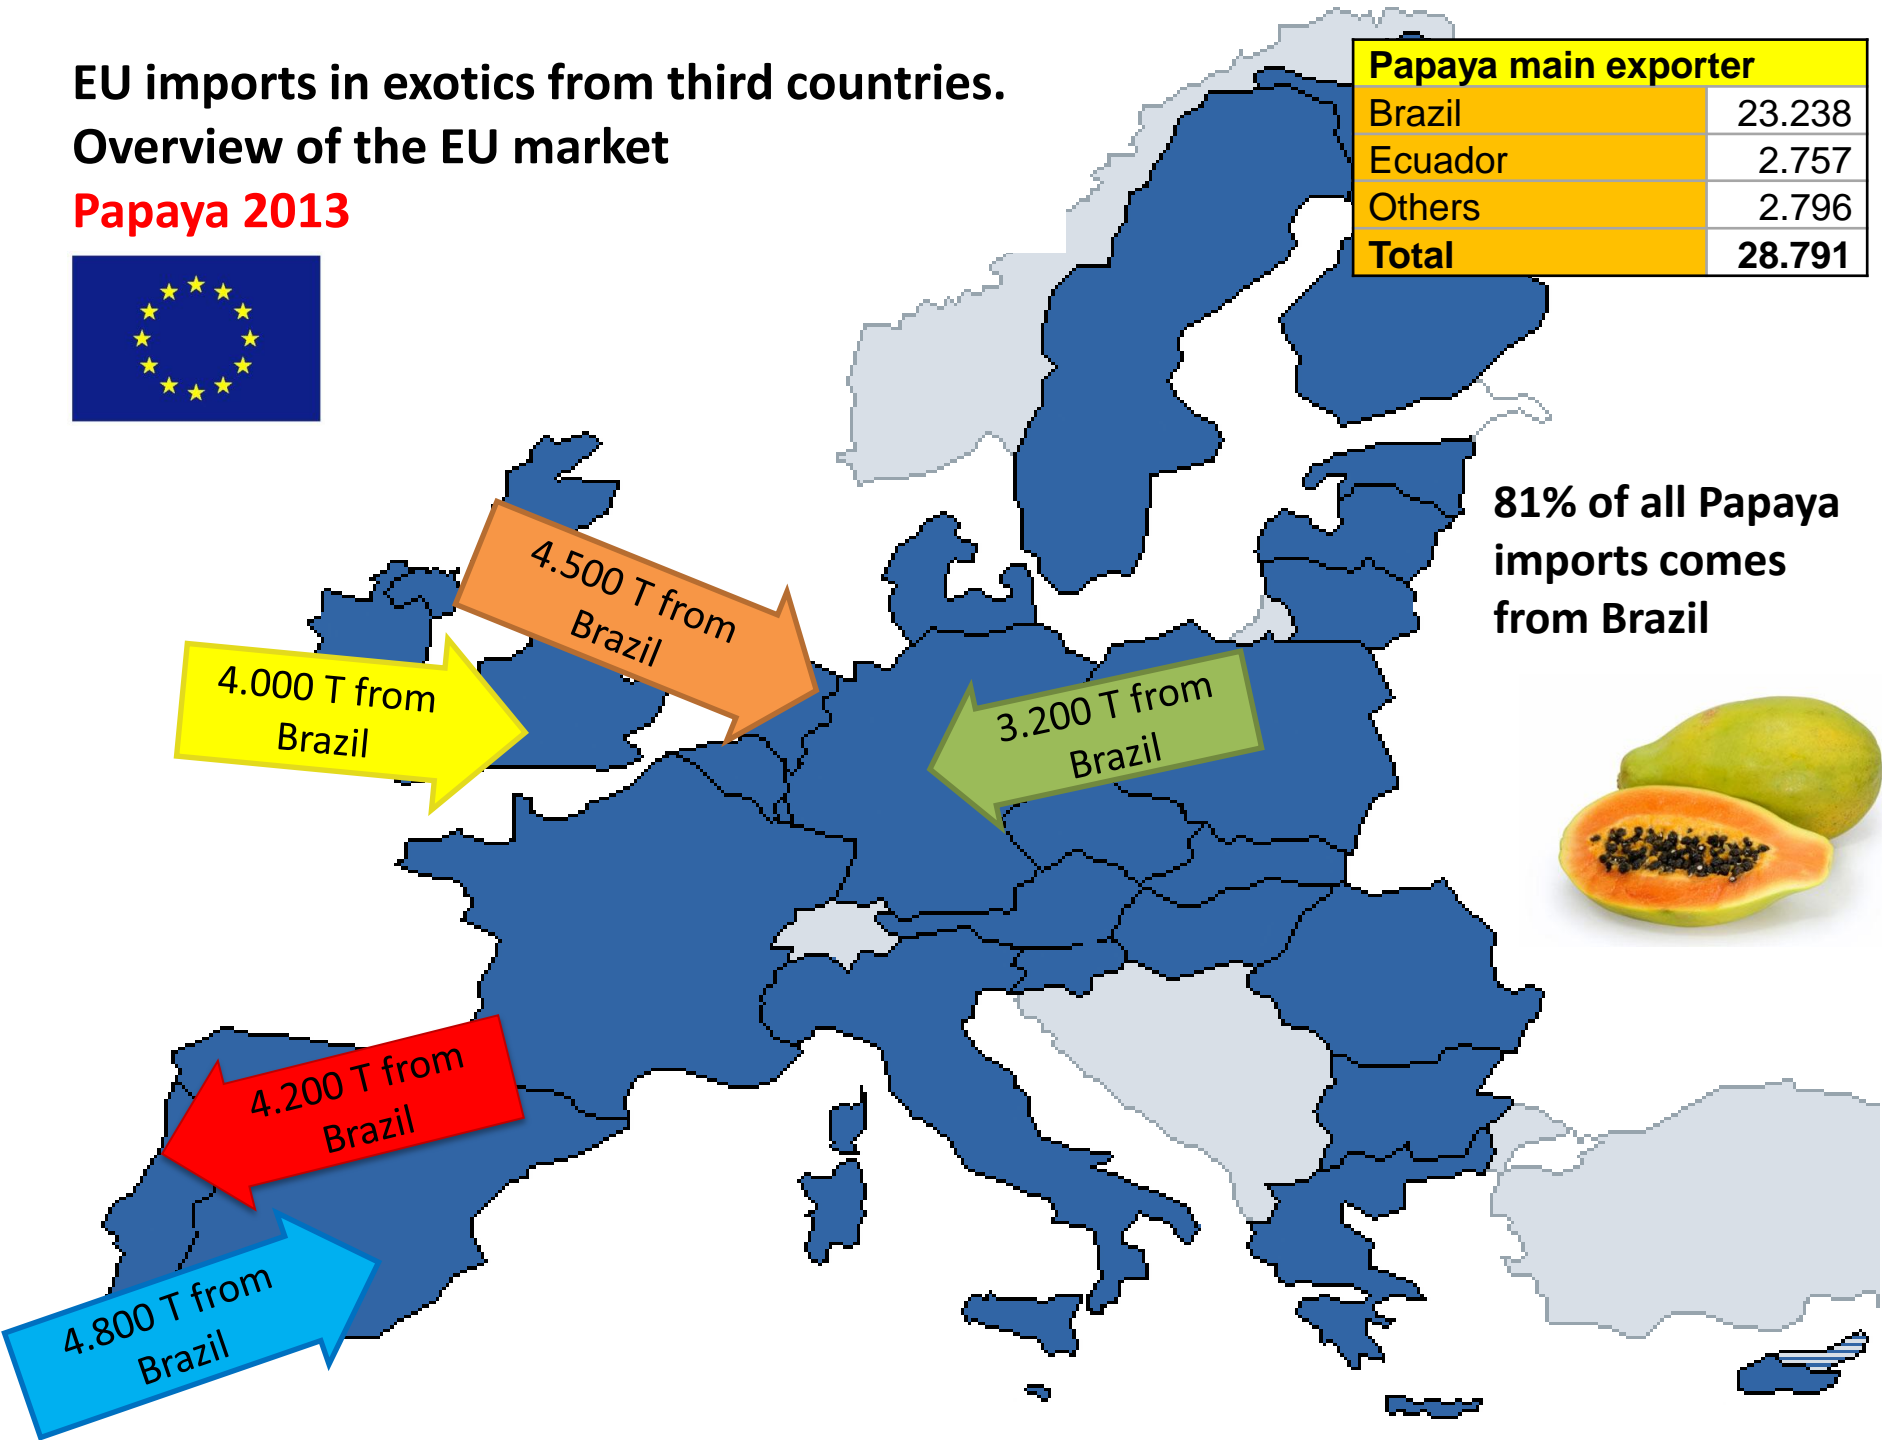 EU imports in exotics from third countries.
Overview of the EU market
Papaya 2013
Papaya main exporter
Brazil 23.238
Ecuador 2.757
Others 2.796
Total 28.791
81% of all Papaya
imports comes
from Brazil
4.500 T from
Brazil
4.000 T from
Brazil
3.200 T from
Brazil
4.200 T from
Brazil
4.800 T from
Brazil